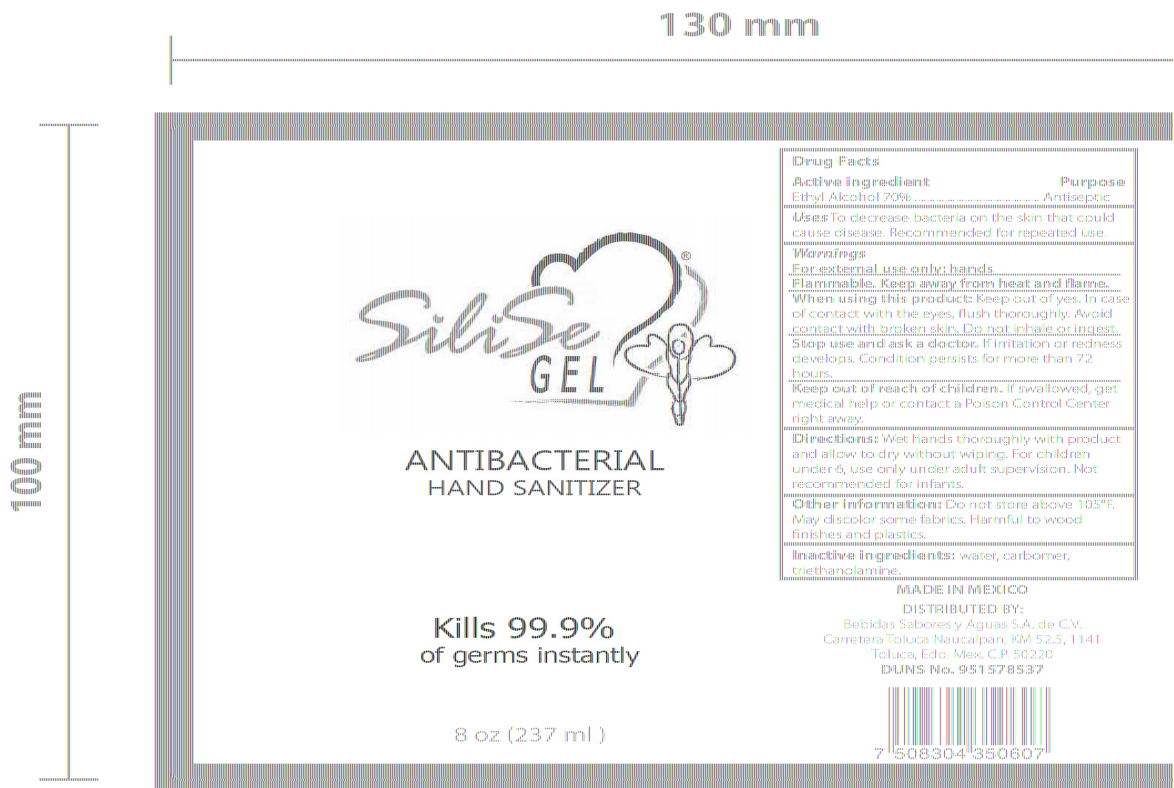 130 mm
100 mm
SiliSe®
GEL
ANTIBACTERIAL
HAND SANITIZER
Kills 99.9%
of germs instantly
8 oz (237 ml )
Drug Facts
Active ingredient Purpose
Ethyl Alcohol 70% ........................................ Antiseptic
Uses To decrease bacteria on the skin that could
cause disease. Recommended for repeated use.
Warnings
For external use only: hands
Flammable. Keep away from heat and flame.
When using this product: Keep out of yes. In case
of contact with the eyes, flush thoroughly. Avoid
contact with broken skin. Do not inhale or ingest.
Stop use and ask a doctor. If irritation or redness
develops. Condition persists for more than 72
hours.
Keep out of reach of children. If swallowed, get
medical help or contact a Poison Control Center
right away.
Directions: Wet hands thoroughly with product
and allow to dry without wiping. For children
under 6, use only under adult supervision. Not
recommended for infants.
Other information: Do not store above 105°F.
May discolor some fabrics. Harmful to wood
finishes and plastics.
Inactive ingredients: water, carbomer,
triethanolamine.
MADE IN MEXICO
DISTRIBUTED BY:
Bebidas Sabores y Aguas S.A. de C.V.
Carretera Toluca Naucalpan, KM 52.5, 1141
Toluca, Edo. Mex. C.P. 50220
DUNS No. 951578537
7 508304 350607